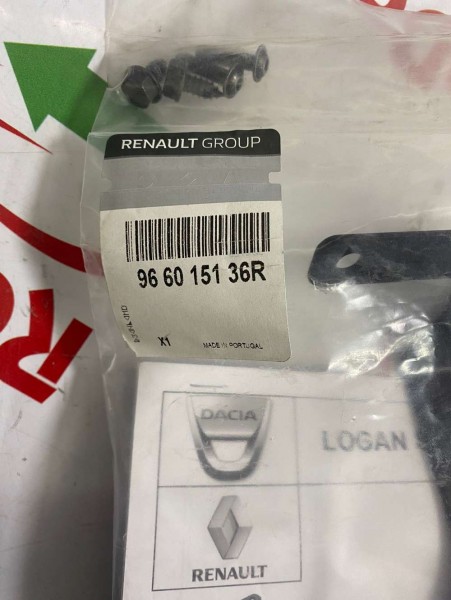 RENAULT GROUP
96 60 151 36R
X1
MADE IN PORTUGAL
DACIA
LOGAN
RENAULT